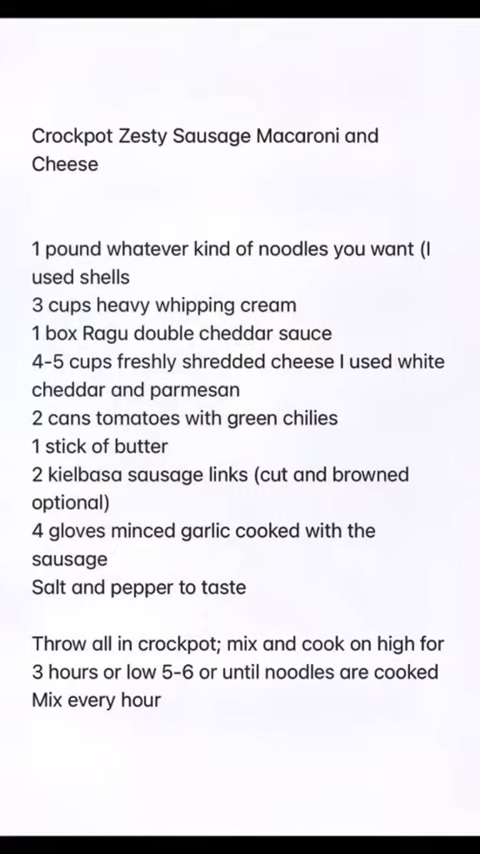 Crockpot Zesty Sausage Macaroni and
Cheese
1 pound whatever kind of noodles you want (I
used shells
3 cups heavy whipping cream
1 box Ragu double cheddar sauce
4-5 cups freshly shredded cheese I used white
cheddar and parmesan
2 cans tomatoes with green chilies
1 stick of butter
2 kielbasa sausage links (cut and browned
optional)
4 gloves minced garlic cooked with the
sausage
Salt and pepper to taste
Throw all in crockpot; mix and cook on high for
3 hours or low 5-6 or until noodles are cooked
Mix every hour